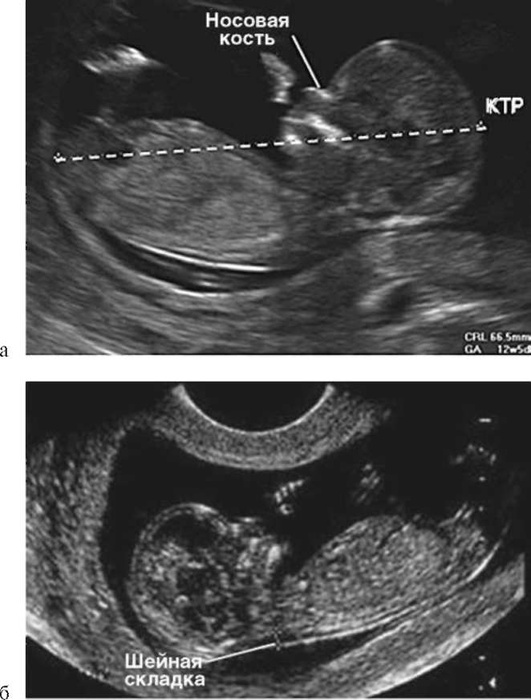 Носовая
кость
КТР
CRL 66.5mm
GA 12w5d
а
Шейная
складка
б